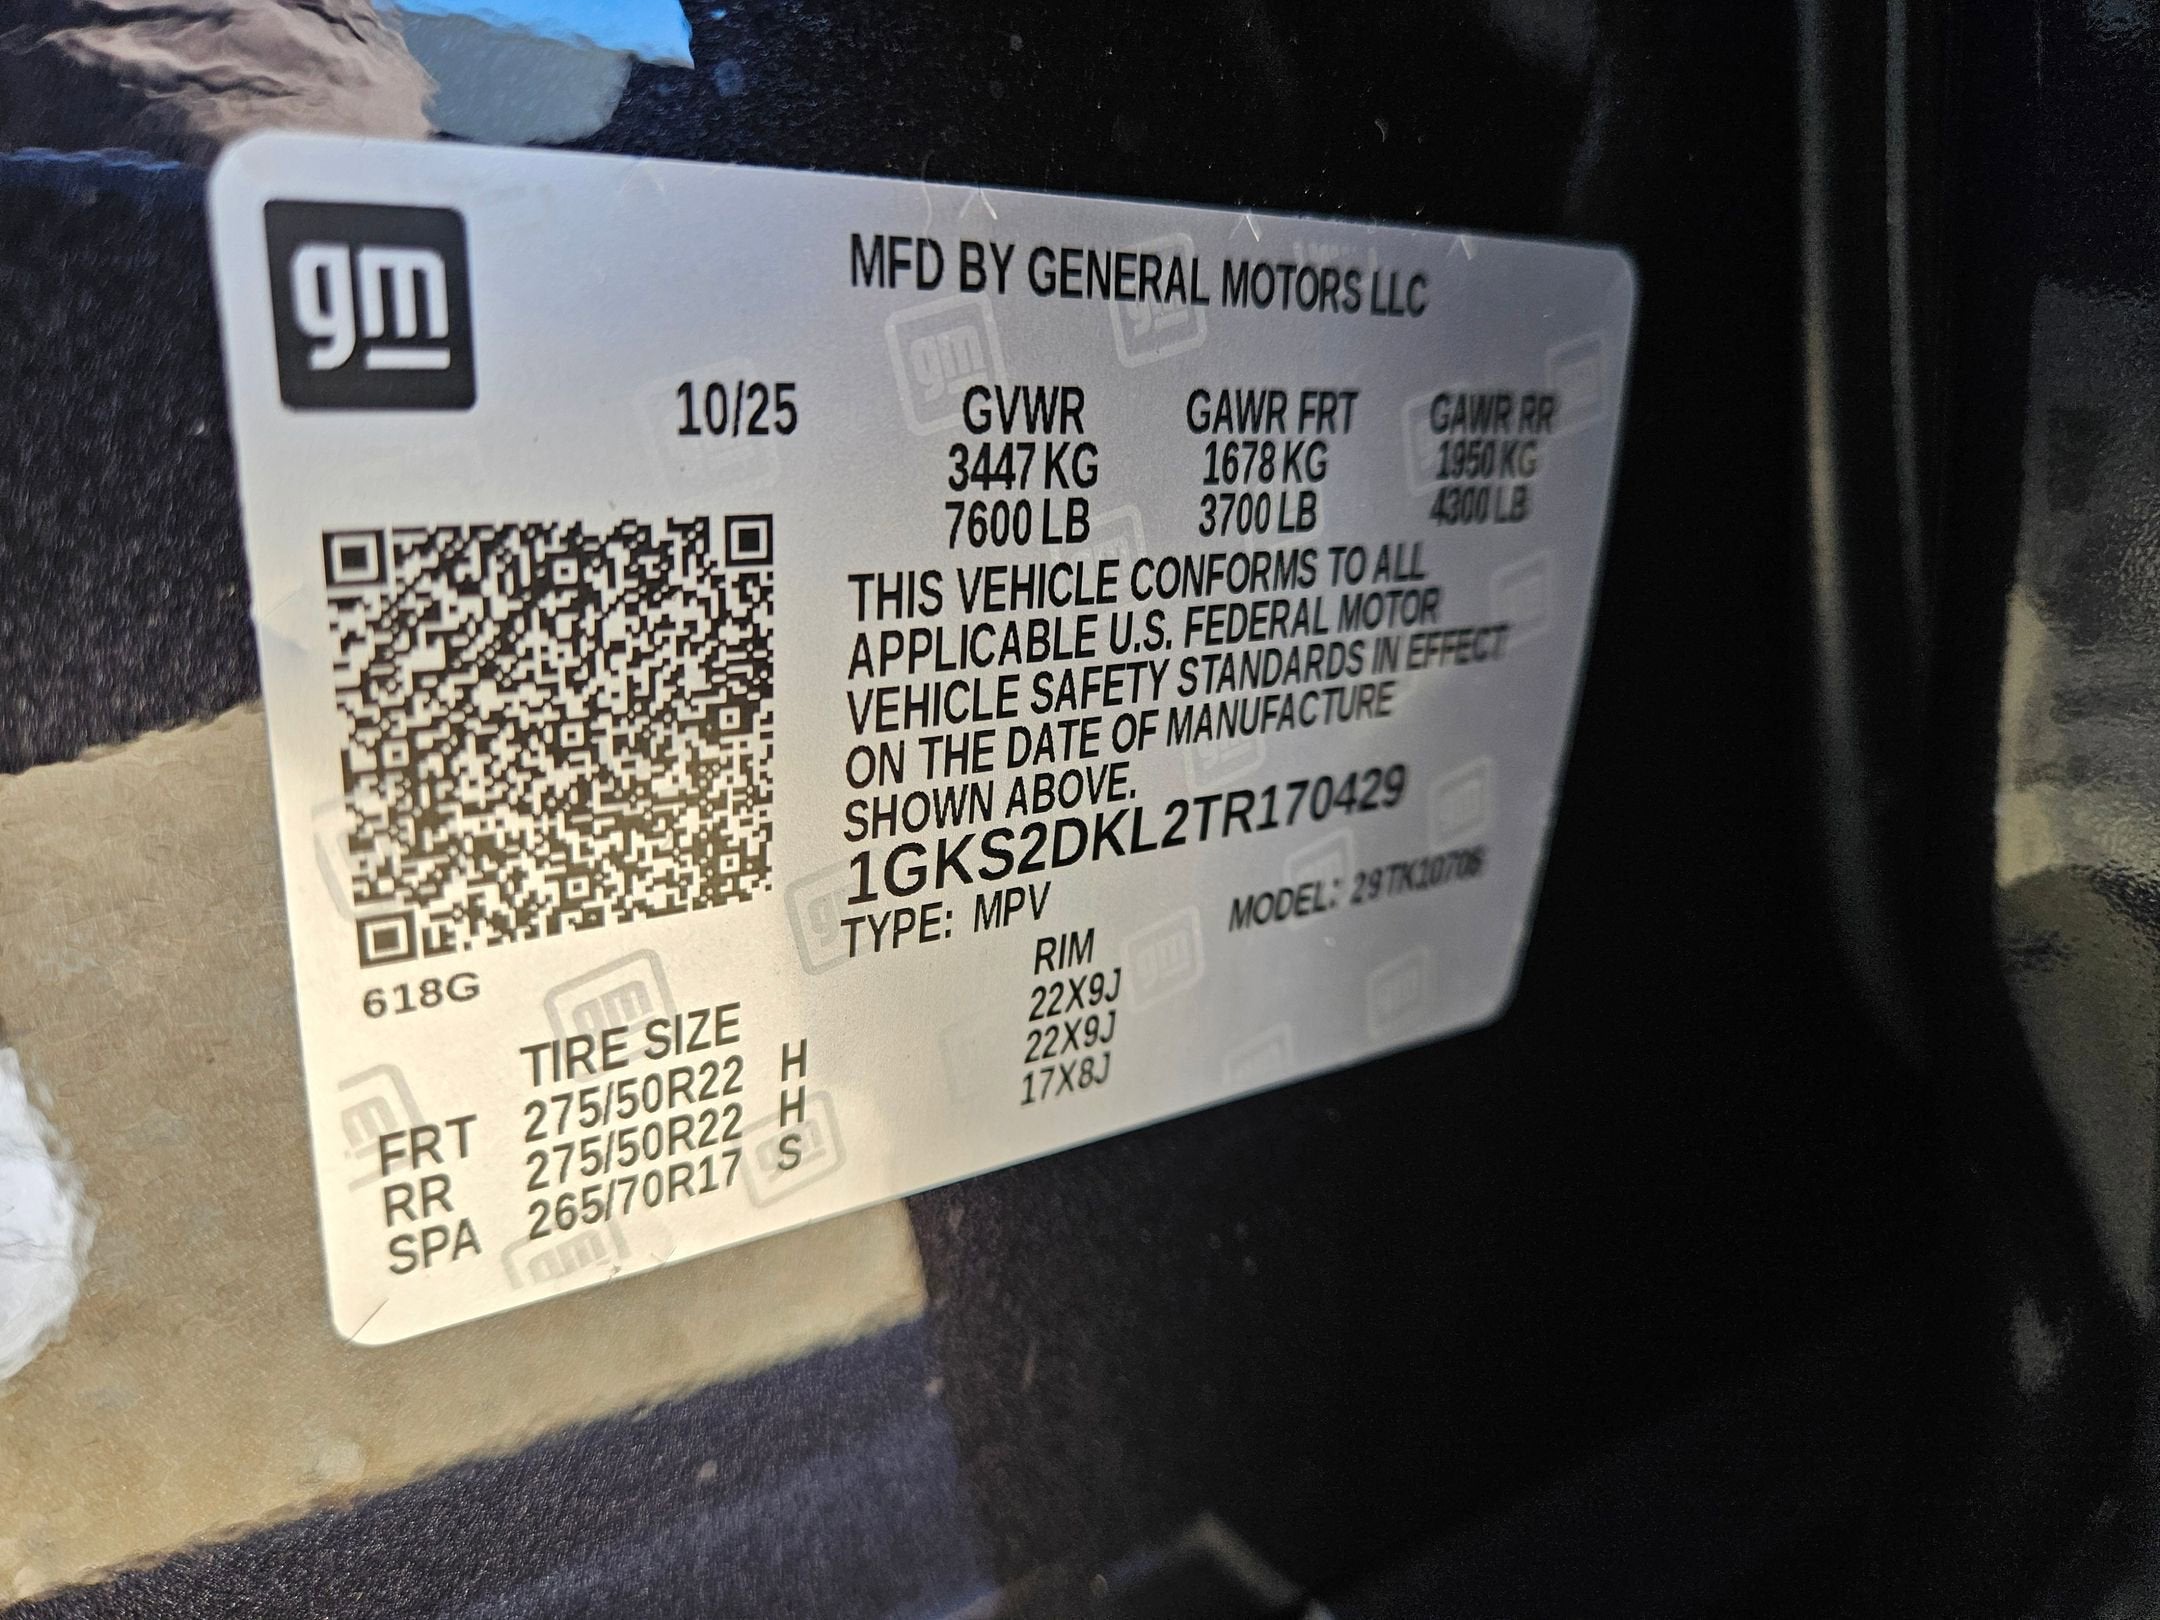 gm
MFD BY GENERAL MOTORS LLC
10/25 GVWR GAWR FRT GAWR RR
3447 KG 1678 KG 1950 KG
7600 LB 3700 LB 4300 LB
THIS VEHICLE CONFORMS TO ALL
APPLICABLE U.S. FEDERAL MOTOR
VEHICLE SAFETY STANDARDS IN EFFECT
ON THE DATE OF MANUFACTURE
SHOWN ABOVE.
1GKS2DKL2TR170429
TYPE: MPV MODEL: 29TK10706
618G
TIRE SIZE RIM
FRT 275/50R22 H 22X9J
RR 275/50R22 H 22X9J
SPA 265/70R17 S 17X8J